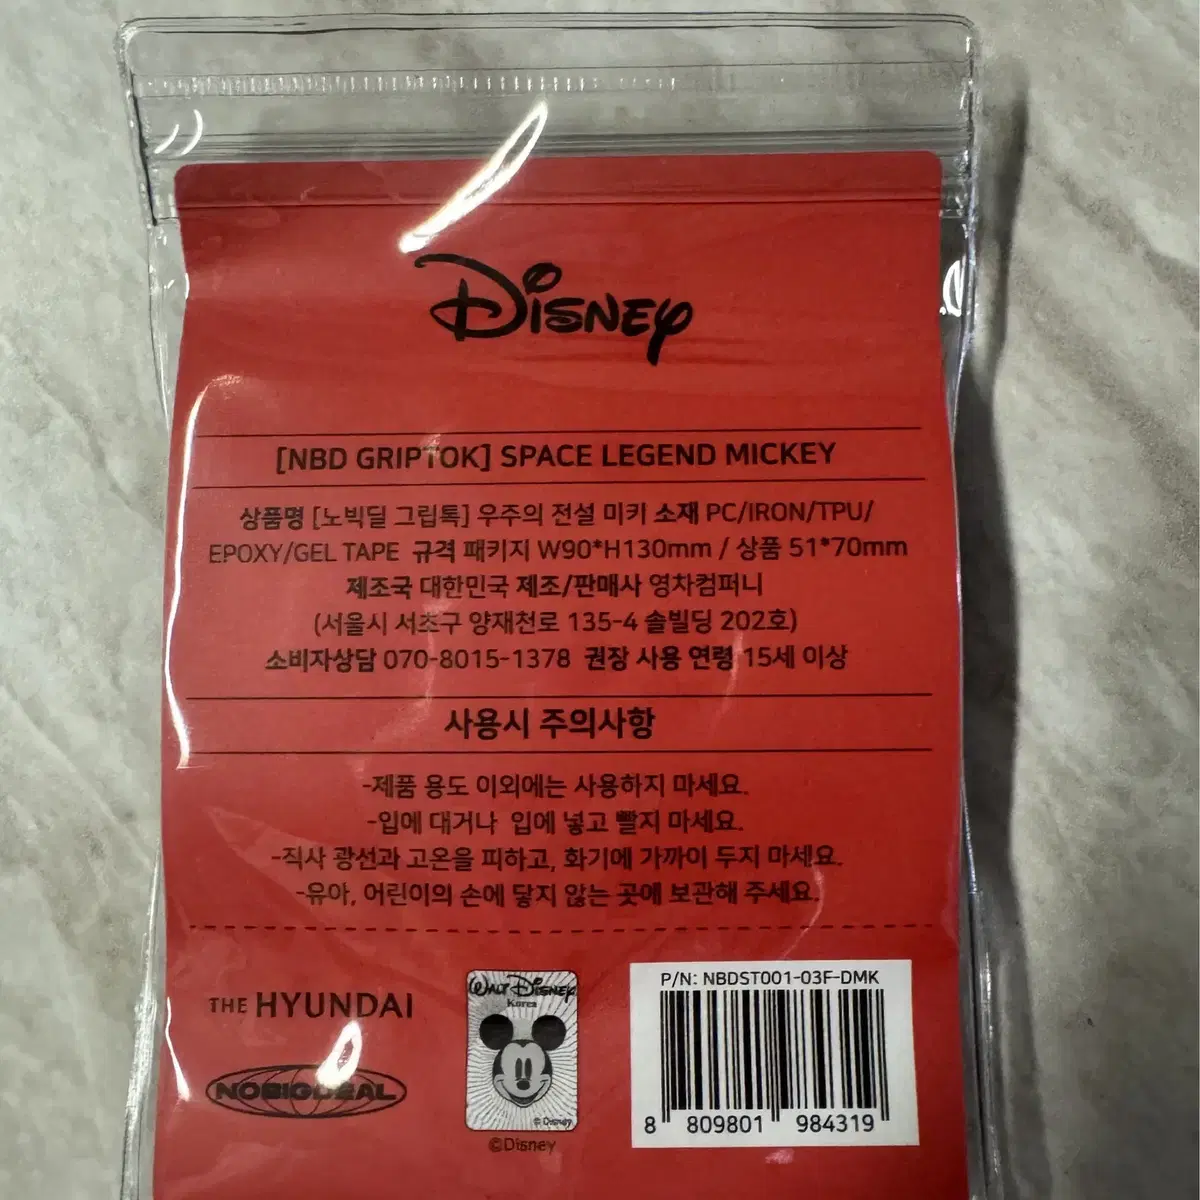 Disney
[NBD GRIPTOK] SPACE LEGEND MICKEY
상품명 [노빅딜 그립톡] 우주의 전설 미키 소재 PC/IRON/TPU/
EPOXY/GEL TAPE 규격 패키지 W90*H130mm / 상품 51*70mm
제조국 대한민국 제조/판매사 영차컴퍼니
(서울시 서초구 양재천로 135-4 솔빌딩 202호)
소비자상담 070-8015-1378 권장 사용 연령 15세 이상
사용시 주의사항
-제품 용도 이외에는 사용하지 마세요.
-입에 대거나 입에 넣고 빨지 마세요.
-직사 광선과 고온을 피하고, 화기에 가까이 두지 마세요.
-유아, 어린이의 손에 닿지 않는 곳에 보관해 주세요.
THE HYUNDAI
NOBIGDEAL
WALT DISNEY
Korea
© Disney
©Disney
P/N: NBDST001-03F-DMK
8 809801 984319